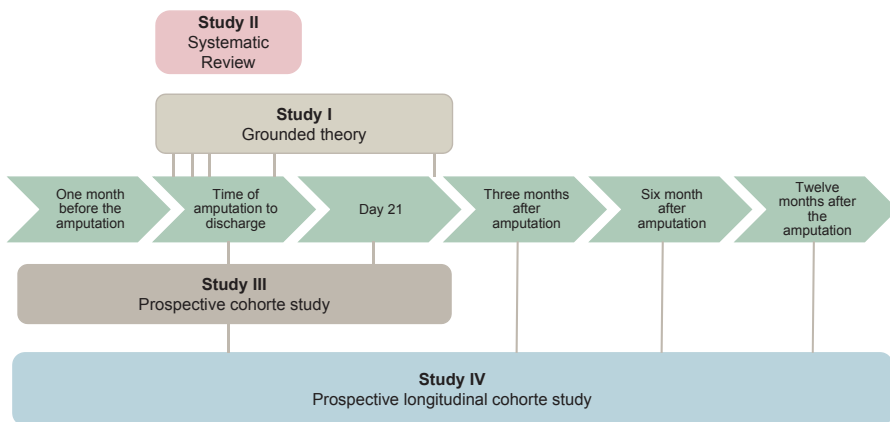 Study II
Systematic
Review
Study I
Grounded theory
One month
before the
amputation
Time of
amputation to
discharge
Day 21
Three months
after
amputation
Six month
after
amputation
Twelve
months after
the
amputation
Study III
Prospective cohorte study
Study IV
Prospective longitudinal cohorte study